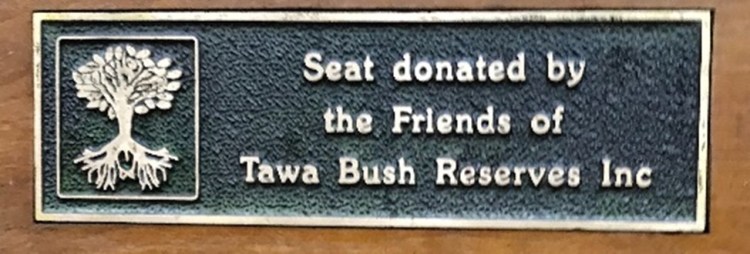 Seat donated by
the Friends of
Tawa Bush Reserves Inc